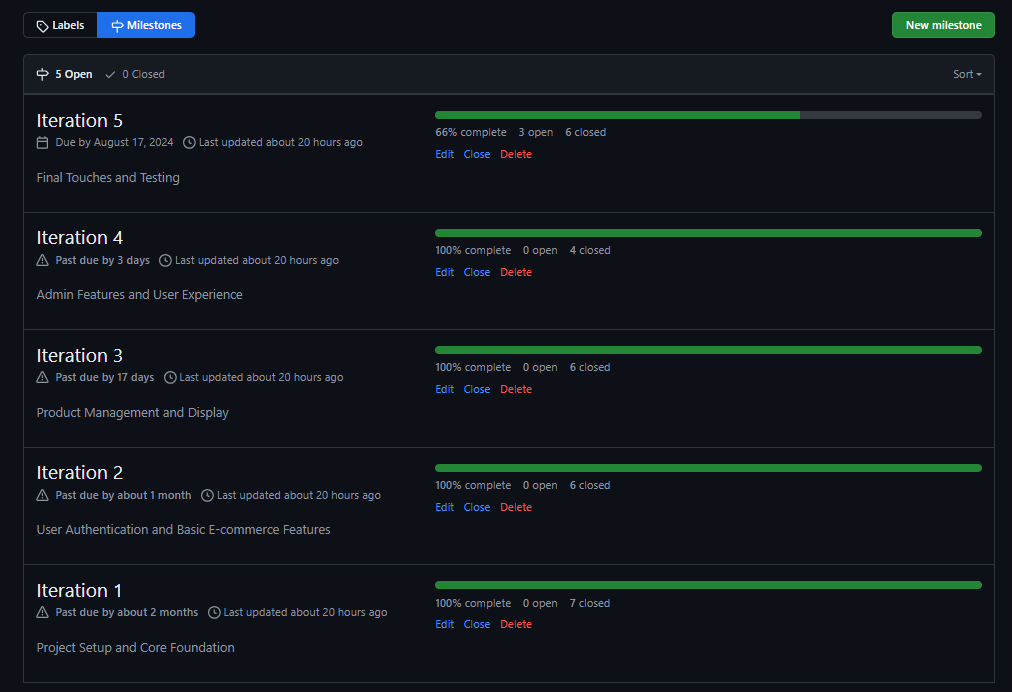 Labels Milestones New milestone
5 Open 0 Closed Sort
Iteration 5
Due by August 17, 2024 Last updated about 20 hours ago
Final Touches and Testing
66% complete 3 open 6 closed
Edit Close Delete
Iteration 4
Past due by 3 days Last updated about 20 hours ago
Admin Features and User Experience
100% complete 0 open 4 closed
Edit Close Delete
Iteration 3
Past due by 17 days Last updated about 20 hours ago
Product Management and Display
100% complete 0 open 6 closed
Edit Close Delete
Iteration 2
Past due by about 1 month Last updated about 20 hours ago
User Authentication and Basic E-commerce Features
100% complete 0 open 6 closed
Edit Close Delete
Iteration 1
Past due by about 2 months Last updated about 20 hours ago
Project Setup and Core Foundation
100% complete 0 open 7 closed
Edit Close Delete